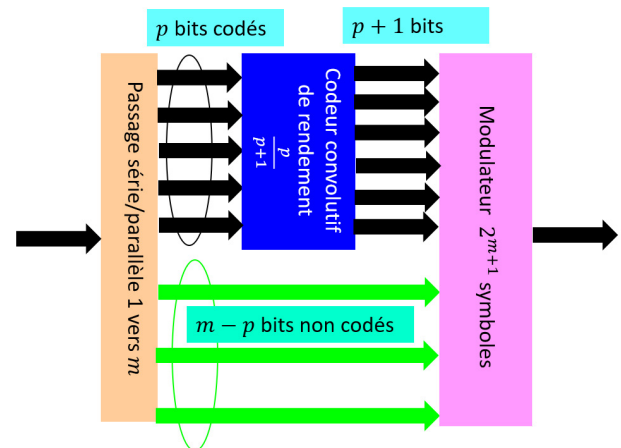 p bits codés
p + 1 bits
Passage série/parallèle 1 vers m
Codeur convolutif
de rendement
p/(p+1)
Modulateur 2^{m+1} symboles
m − p bits non codés